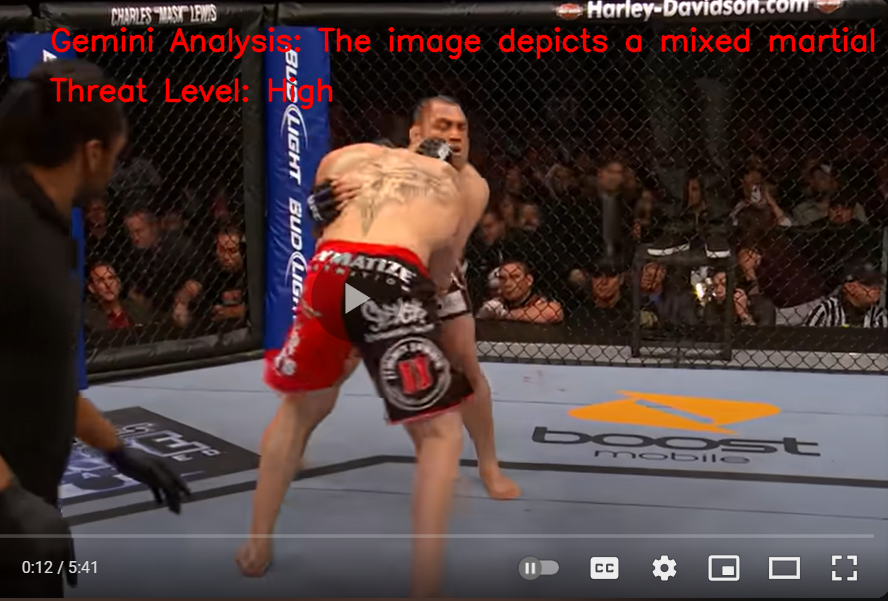 CHARLES "MASK" LEWIS
Harley-Davidson.com
Gemini Analysis: The image depicts a mixed martial
Threat Level: High
BUD LIGHT
BUD LIGHT
YMATIZE
boost
mobile
0:12 / 5:41
CC